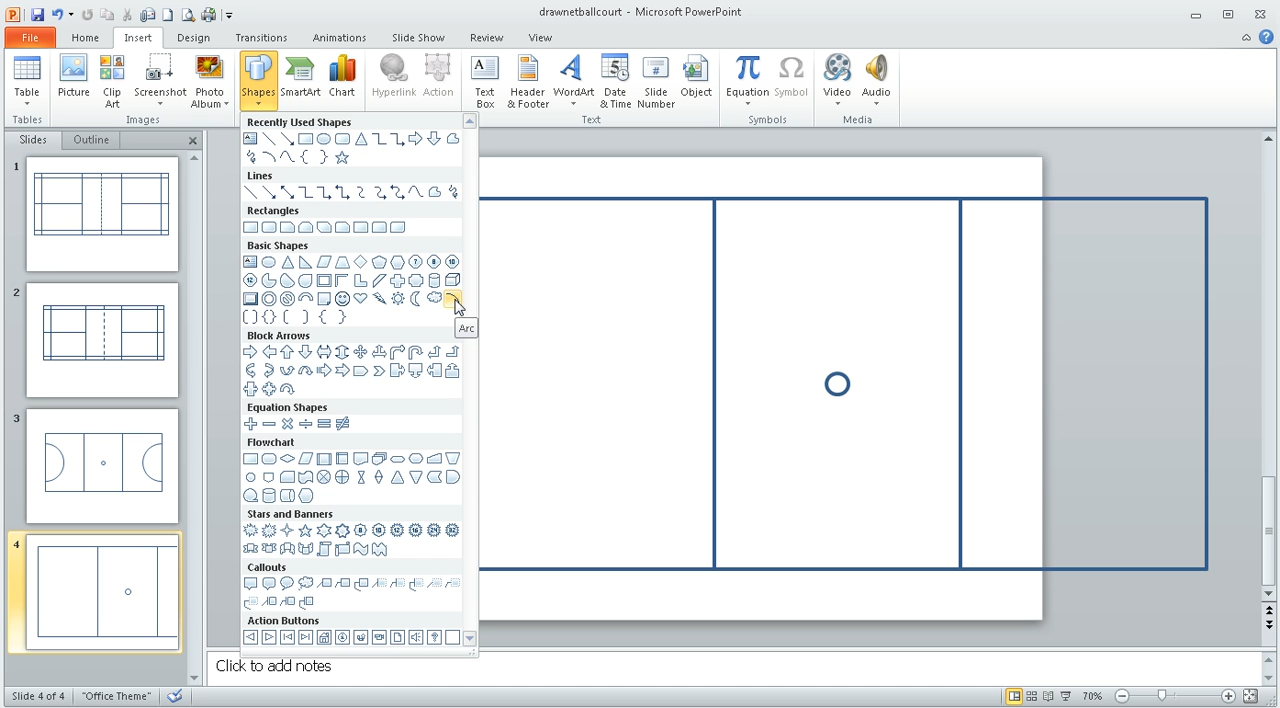 drawnetballcourt - Microsoft PowerPoint
File Home Insert Design Transitions Animations Slide Show Review View
Table Picture Clip Art Screenshot Photo Album Shapes SmartArt Chart Hyperlink Action Text Box Header & Footer WordArt Date & Time Slide Number Object Equation Symbol Video Audio
Tables Images Text Symbols Media
Slides Outline
Recently Used Shapes
Lines
Rectangles
Basic Shapes
Arc
Block Arrows
Equation Shapes
Flowchart
Stars and Banners
Callouts
Action Buttons
1
2
3
4
Click to add notes
Slide 4 of 4 "Office Theme" 70%